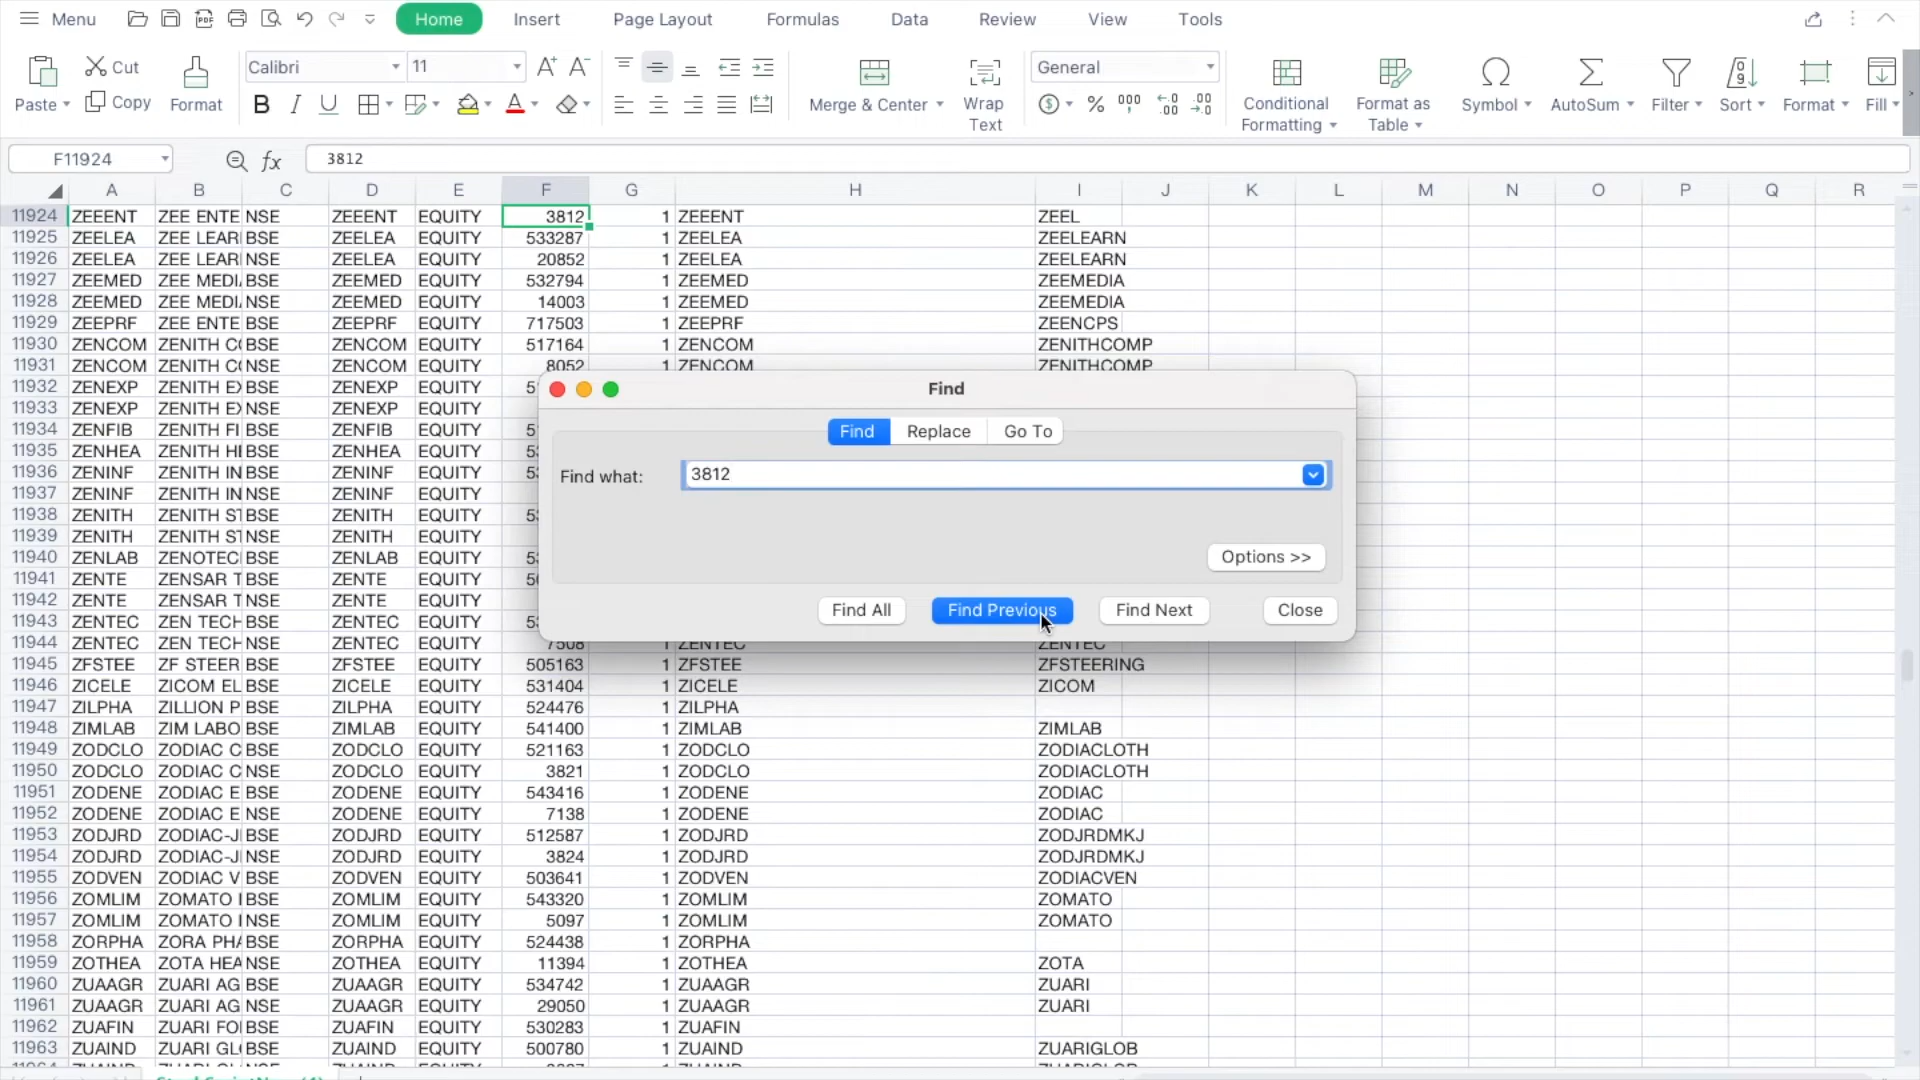 Menu Home Insert Page Layout Formulas Data Review View Tools
Paste Cut Copy Format Calibri 11 A+ A- B I U A Merge & Center Wrap Text General Conditional Formatting Format as Table Symbol AutoSum Filter Sort Format Fill
F11924 fx 3812
A B C D E F G H I J K L M N O P Q R
11924 ZEEENT ZEE ENTE NSE ZEEENT EQUITY 3812 1 ZEEENT ZEEL
11925 ZEELEA ZEE LEAR BSE ZEELEA EQUITY 533287 1 ZEELEA ZEELEARN
11926 ZEELEA ZEE LEAR NSE ZEELEA EQUITY 20852 1 ZEELEA ZEELEARN
11927 ZEEMED ZEE MEDI BSE ZEEMED EQUITY 532794 1 ZEEMED ZEEMEDIA
11928 ZEEMED ZEE MEDI NSE ZEEMED EQUITY 14003 1 ZEEMED ZEEMEDIA
11929 ZEEPRF ZEE ENTE BSE ZEEPRF EQUITY 717503 1 ZEEPRF ZEENCPS
11930 ZENCOM ZENITH CO BSE ZENCOM EQUITY 517164 1 ZENCOM ZENITHCOMP
11931 ZENCOM ZENITH CO NSE ZENCOM EQUITY 8052 1 ZENCOM ZENITHCOMP
11932 ZENEXP ZENITH EX BSE ZENEXP EQUITY
11933 ZENEXP ZENITH EX NSE ZENEXP EQUITY
11934 ZENFIB ZENITH FI BSE ZENFIB EQUITY
11935 ZENHEA ZENITH HE BSE ZENHEA EQUITY
11936 ZENINF ZENITH IN BSE ZENINF EQUITY
11937 ZENINF ZENITH IN NSE ZENINF EQUITY
11938 ZENITH ZENITH ST BSE ZENITH EQUITY
11939 ZENITH ZENITH ST NSE ZENITH EQUITY
11940 ZENLAB ZENOTEC BSE ZENLAB EQUITY
11941 ZENTE ZENSAR T BSE ZENTE EQUITY
11942 ZENTE ZENSAR T NSE ZENTE EQUITY
11943 ZENTEC ZEN TECH BSE ZENTEC EQUITY
11944 ZENTEC ZEN TECH NSE ZENTEC EQUITY 7508 1 ZENTEC ZENTEC
11945 ZFSTEE ZF STEER BSE ZFSTEE EQUITY 505163 1 ZFSTEE ZFSTEERING
11946 ZICELE ZICOM EL BSE ZICELE EQUITY 531404 1 ZICELE ZICOM
11947 ZILPHA ZILLION P BSE ZILPHA EQUITY 524476 1 ZILPHA
11948 ZIMLAB ZIM LABO BSE ZIMLAB EQUITY 541400 1 ZIMLAB ZIMLAB
11949 ZODCLO ZODIAC C BSE ZODCLO EQUITY 521163 1 ZODCLO ZODIACLOTH
11950 ZODCLO ZODIAC C NSE ZODCLO EQUITY 3821 1 ZODCLO ZODIACLOTH
11951 ZODENE ZODIAC E BSE ZODENE EQUITY 543416 1 ZODENE ZODIAC
11952 ZODENE ZODIAC E NSE ZODENE EQUITY 7138 1 ZODENE ZODIAC
11953 ZODJRD ZODIAC-J BSE ZODJRD EQUITY 512587 1 ZODJRD ZODJRDMKJ
11954 ZODJRD ZODIAC-J NSE ZODJRD EQUITY 3824 1 ZODJRD ZODJRDMKJ
11955 ZODVEN ZODIAC V BSE ZODVEN EQUITY 503641 1 ZODVEN ZODIACVEN
11956 ZOMLIM ZOMATO BSE ZOMLIM EQUITY 543320 1 ZOMLIM ZOMATO
11957 ZOMLIM ZOMATO NSE ZOMLIM EQUITY 5097 1 ZOMLIM ZOMATO
11958 ZORPHA ZORA PHA BSE ZORPHA EQUITY 524438 1 ZORPHA
11959 ZOTHEA ZOTA HEA NSE ZOTHEA EQUITY 11394 1 ZOTHEA ZOTA
11960 ZUAAGR ZUARI AG BSE ZUAAGR EQUITY 534742 1 ZUAAGR ZUARI
11961 ZUAAGR ZUARI AG NSE ZUAAGR EQUITY 29050 1 ZUAAGR ZUARI
11962 ZUAFIN ZUARI FO BSE ZUAFIN EQUITY 530283 1 ZUAFIN
11963 ZUAIND ZUARI GL BSE ZUAIND EQUITY 500780 1 ZUAIND ZUARIGLOB
Find
Find Replace Go To
Find what: 3812
Options >>
Find All Find Previous Find Next Close